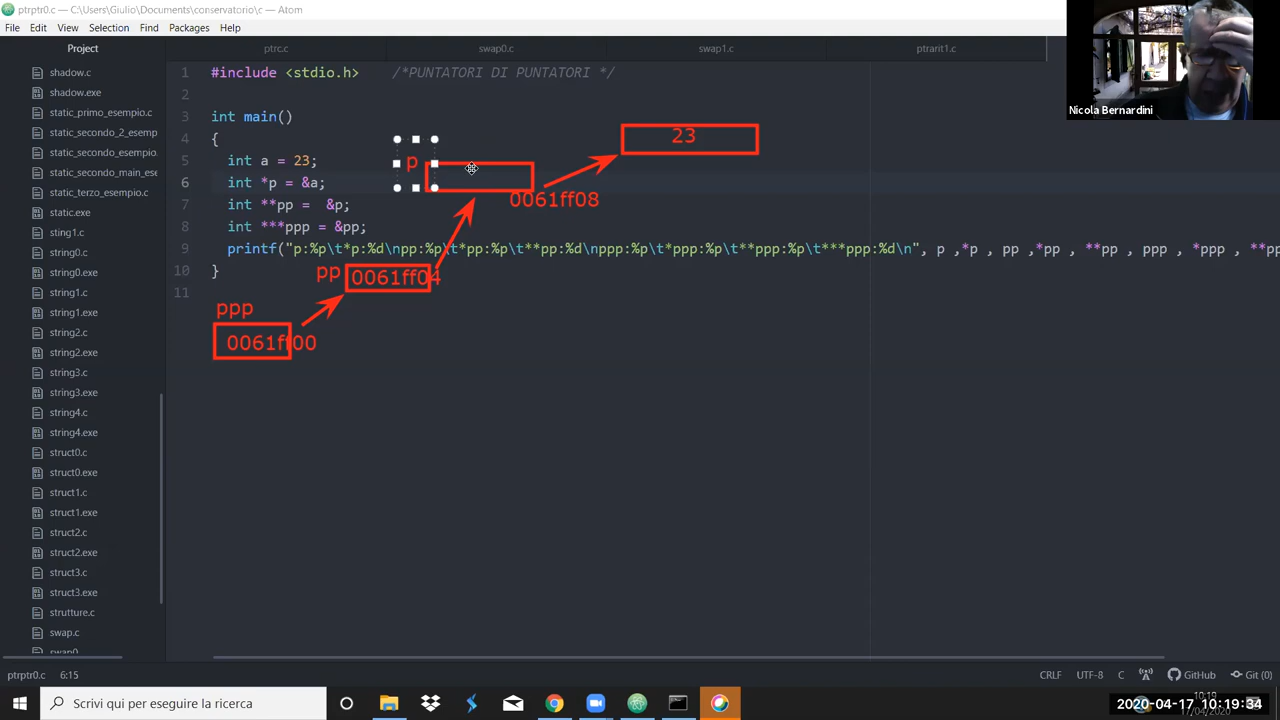 ptrptr0.c — C:\Users\Giulio\Documents\conservatorio\c — Atom
File Edit View Selection Find Packages Help
Project
ptrc.c
swap0.c
swap1.c
ptrarit1.c
shadow.c
shadow.exe
static_primo_esempio.c
static_secondo_2_esemp
static_secondo_esempio.
static_secondo_main_ese
static_terzo_esempio.c
static.exe
sting1.c
string0.c
string0.exe
string1.c
string1.exe
string2.c
string2.exe
string3.c
string3.exe
string4.c
string4.exe
struct0.c
struct0.exe
struct1.c
struct1.exe
struct2.c
struct2.exe
struct3.c
struct3.exe
strutture.c
swap.c
swap0
1 #include <stdio.h> /*PUNTATORI DI PUNTATORI */
2
3 int main()
4 {
5 int a = 23;
6 int *p = &a;
7 int **pp = &p;
8 int ***ppp = &pp;
9 printf("p:%p\t*p:%d\npp:%p\t*pp:%p\t**pp:%d\nppp:%p\t*ppp:%p\t**ppp:%p\t***ppp:%d\n", p ,*p , pp ,*pp , **pp , ppp , *ppp , **pp
10 }
11
23
p
0061ff08
pp 0061ff04
ppp
0061ff00
Nicola Bernardini
ptrptr0.c 6:15
CRLF UTF-8 C GitHub Git (0)
Scrivi qui per eseguire la ricerca
10:19
17/04/2020
2020-04-17 10:19:34